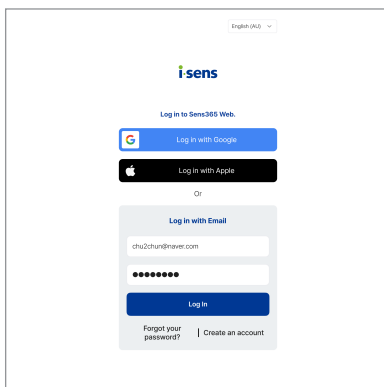 English (AU)
i-sens
Log in to Sens365 Web.
Log in with Google
Log in with Apple
Or
Log in with Email
chu2chun@naver.com
●●●●●●●●
Log In
Forgot your
password?
Create an account